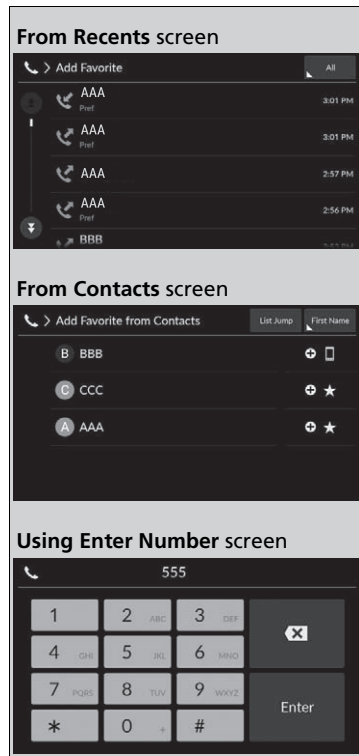 From Recents screen
> Add Favorite All
AAA 3:01 PM
Pref
AAA 3:01 PM
Pref
AAA 2:57 PM
AAA 2:56 PM
Pref
BBB
From Contacts screen
> Add Favorite from Contacts List Jump First Name
B BBB
C CCC
A AAA
Using Enter Number screen
555
1 2 ABC 3 DEF
4 GHI 5 JKL 6 MNO
7 PQRS 8 TUV 9 WXYZ Enter
* 0 + #